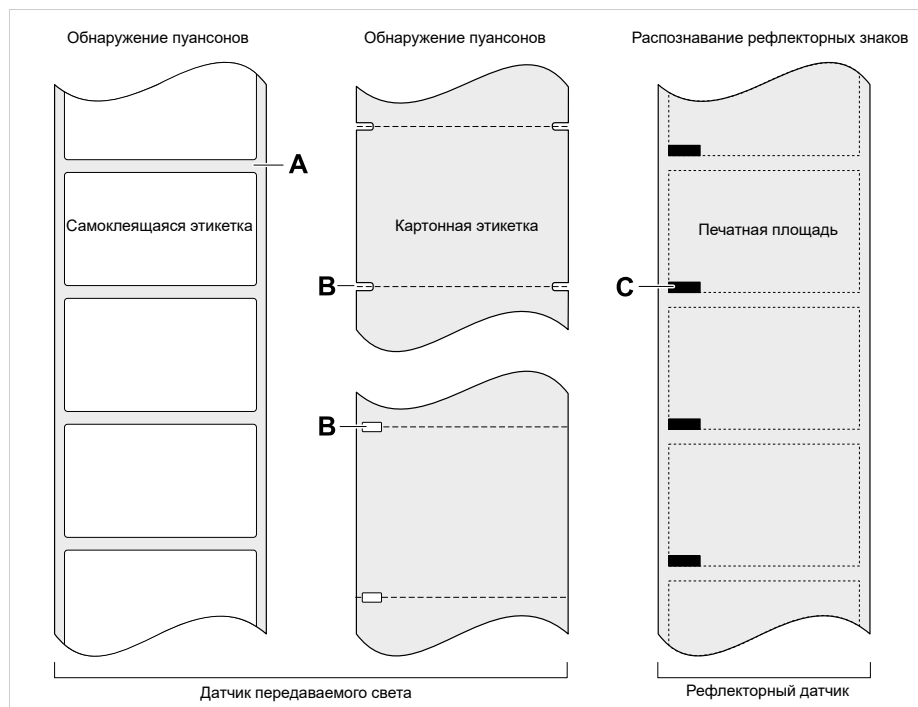 Обнаружение пуансонов
Обнаружение пуансонов
Распознавание рефлекторных знаков
A
Самоклеящаяся этикетка
Картонная этикетка
Печатная площадь
B
C
B
Датчик передаваемого света
Рефлекторный датчик